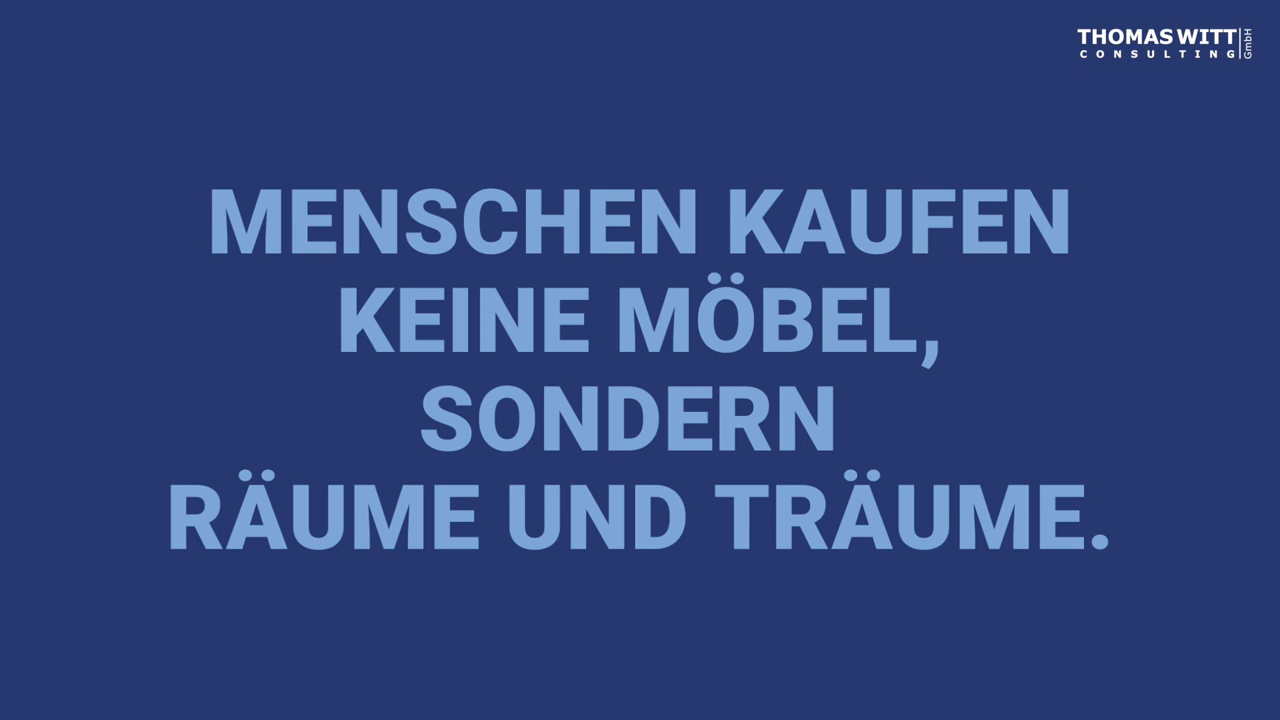 THOMAS WITT GmbH
CONSULTING
MENSCHEN KAUFEN
KEINE MÖBEL,
SONDERN
RÄUME UND TRÄUME.